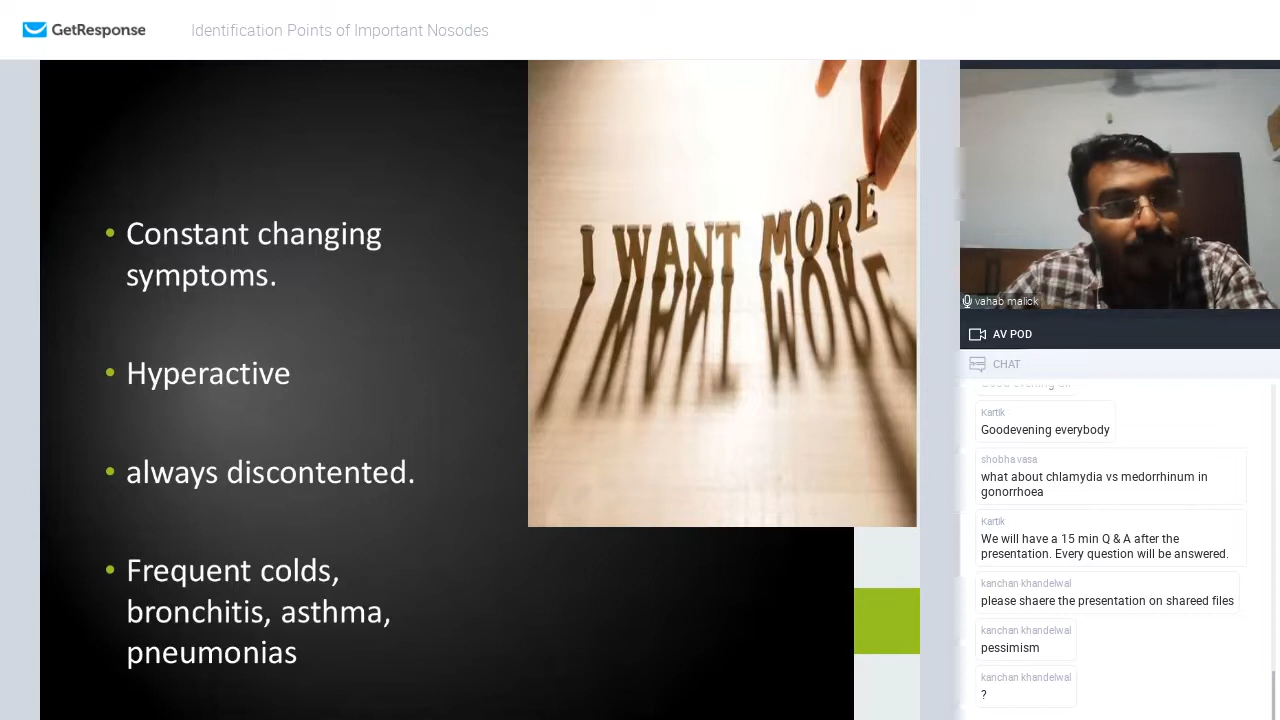 GetResponse
Identification Points of Important Nosodes
• Constant changing
symptoms.
• Hyperactive
• always discontented.
• Frequent colds,
bronchitis, asthma,
pneumonias
I WANT MORE
vahab malick
AV POD
CHAT
Kartik
Goodevening everybody
shobha vasa
what about chlamydia vs medorrhinum in
gonorrhoea
Kartik
We will have a 15 min Q & A after the
presentation. Every question will be answered.
kanchan khandelwal
please shaere the presentation on shareed files
kanchan khandelwal
pessimism
kanchan khandelwal
?